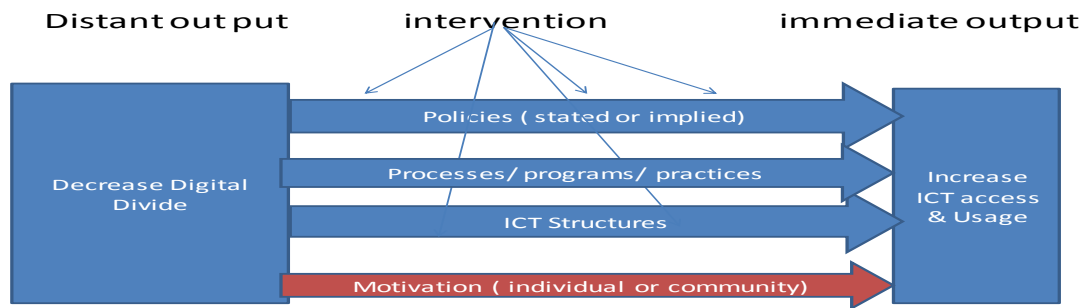 Distant out put
intervention
immediate output
Policies ( stated or implied)
Decrease Digital
Divide
Processes/ programs/ practices
Increase
ICT access
& Usage
ICT Structures
Motivation ( individual or community)